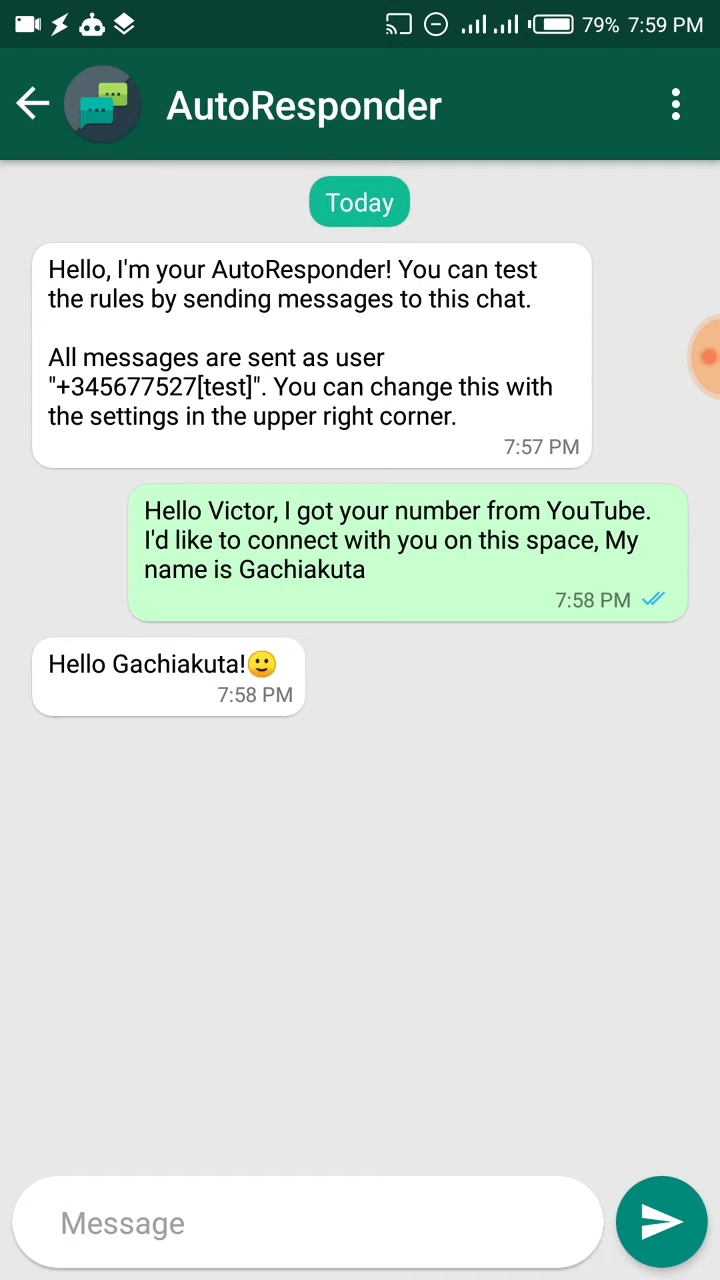 79% 7:59 PM
AutoResponder
Today
Hello, I'm your AutoResponder! You can test
the rules by sending messages to this chat.
All messages are sent as user
"+345677527[test]". You can change this with
the settings in the upper right corner.
7:57 PM
Hello Victor, I got your number from YouTube.
I'd like to connect with you on this space, My
name is Gachiakuta
7:58 PM
Hello Gachiakuta!🙂
7:58 PM
Message